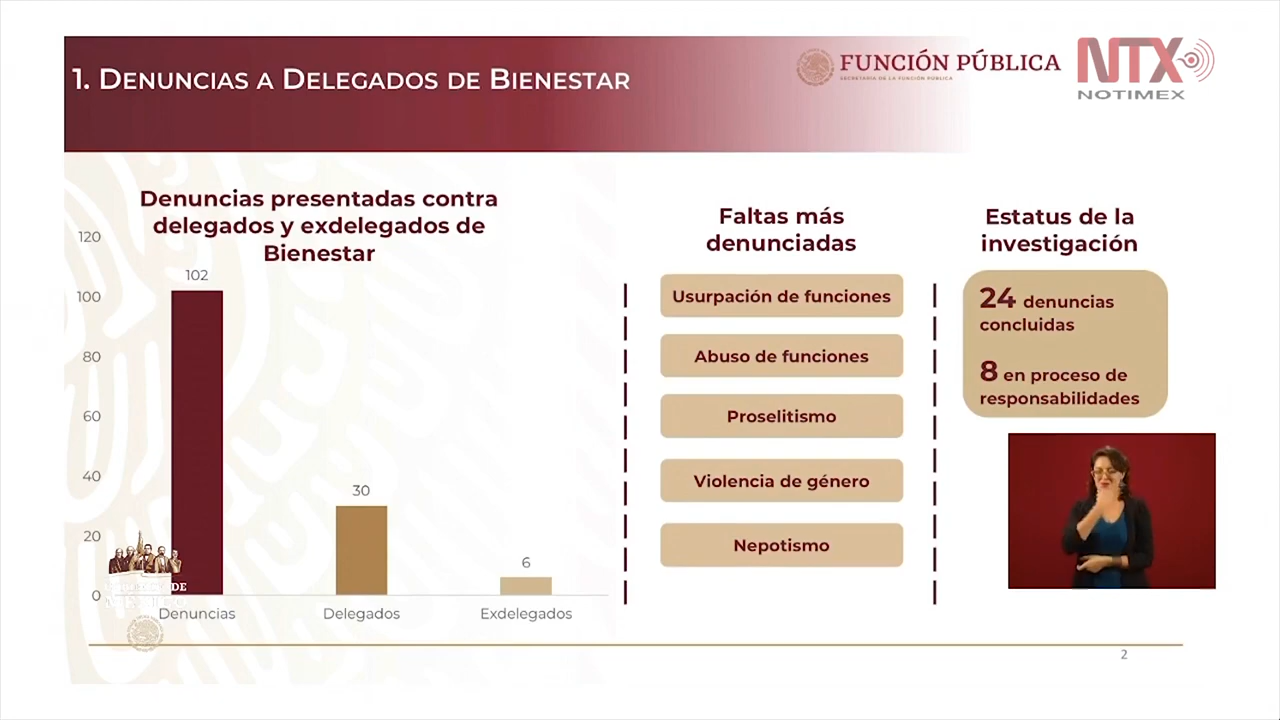 1. DENUNCIAS A DELEGADOS DE BIENESTAR
FUNCIÓN PÚBLICA
SECRETARÍA DE LA FUNCIÓN PÚBLICA
NTX
NOTIMEX
Denuncias presentadas contra
delegados y exdelegados de
Bienestar
120
100
80
60
40
20
0
102
30
6
Denuncias
Delegados
Exdelegados
Faltas más
denunciadas
Usurpación de funciones
Abuso de funciones
Proselitismo
Violencia de género
Nepotismo
Estatus de la
investigación
24 denuncias
concluidas
8 en proceso de
responsabilidades
2